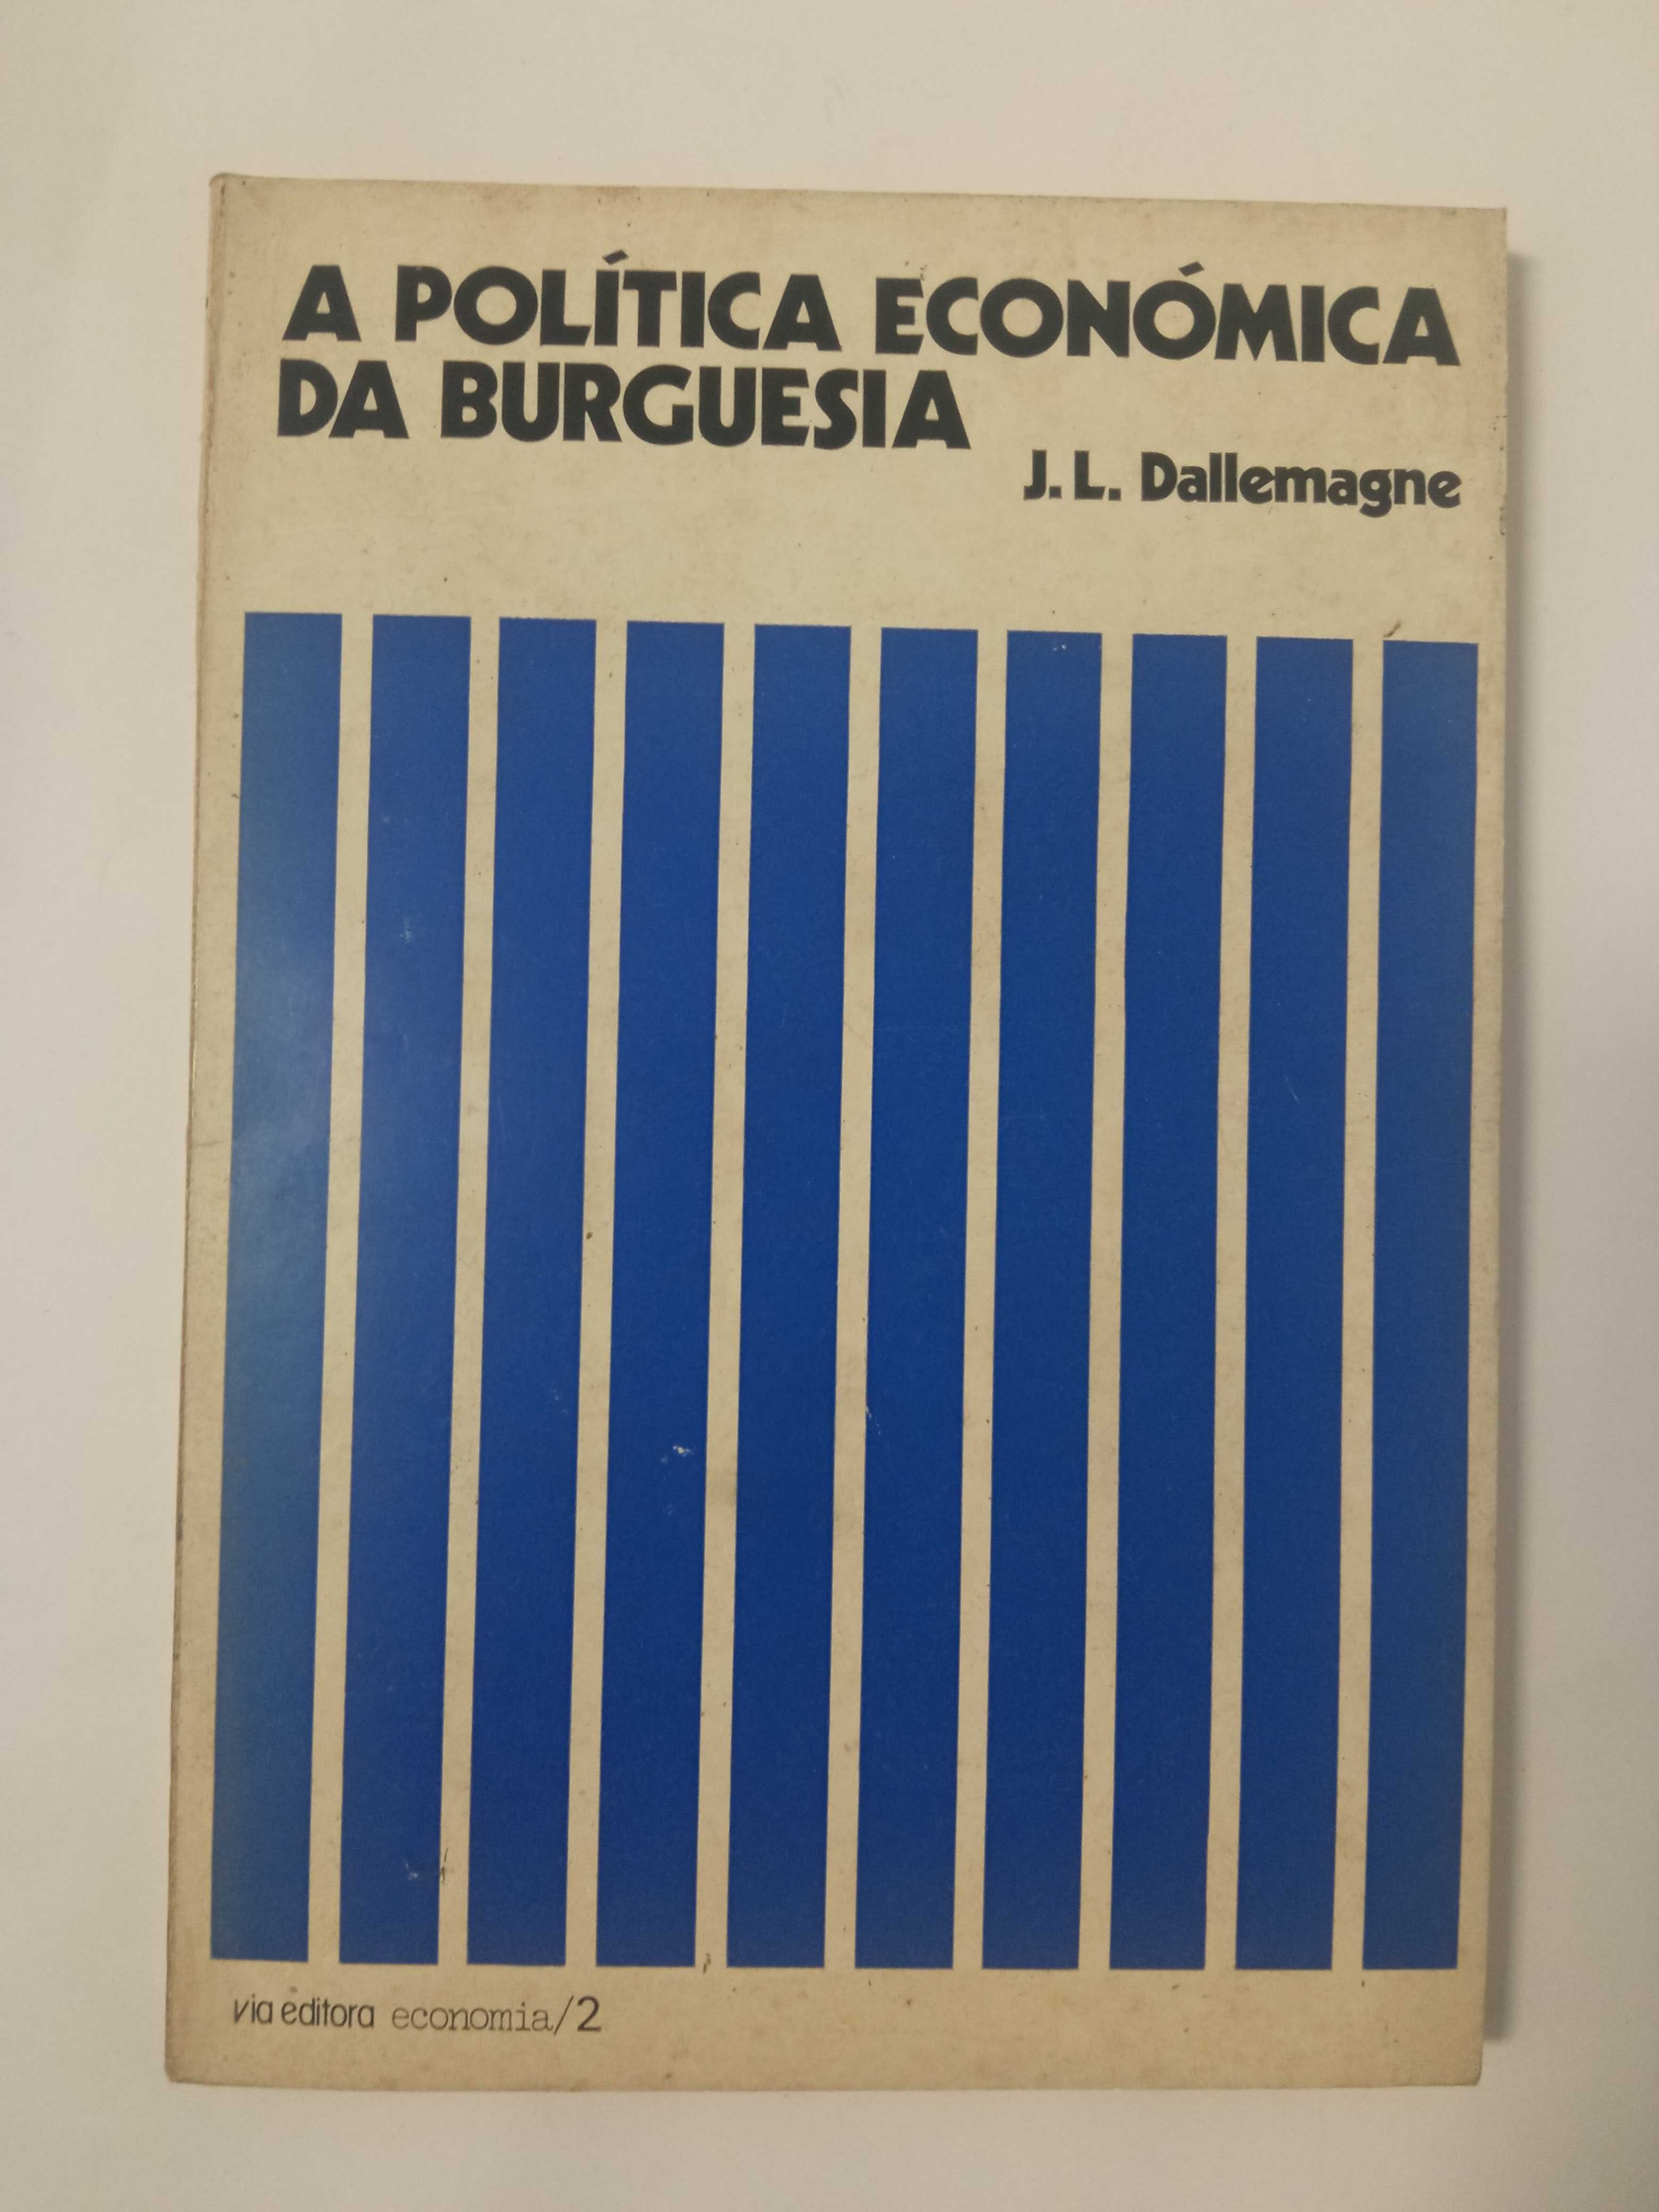 A POLÍTICA ECONÓMICA
DA BURGUESIA
J. L. Dallemagne
via editora economia/2